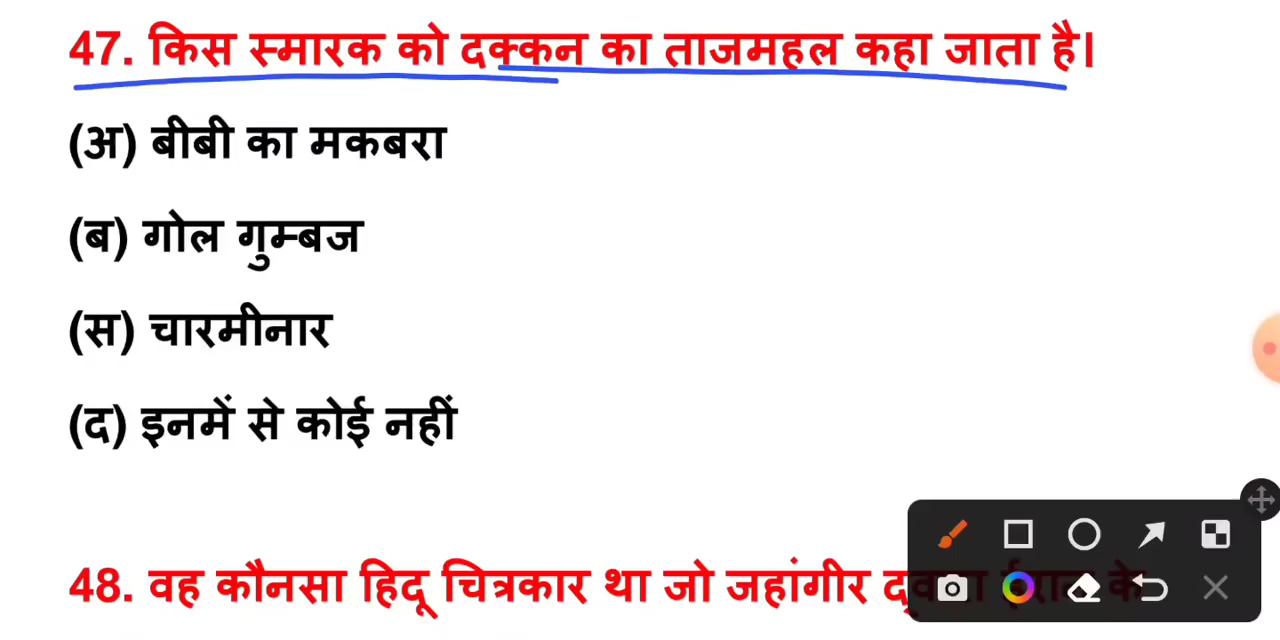 47. किस स्मारक को दक्कन का ताजमहल कहा जाता है।
(अ) बीबी का मकबरा
(ब) गोल गुम्बज
(स) चारमीनार
(द) इनमें से कोई नहीं
48. वह कौनसा हिदू चित्रकार था जो जहांगीर